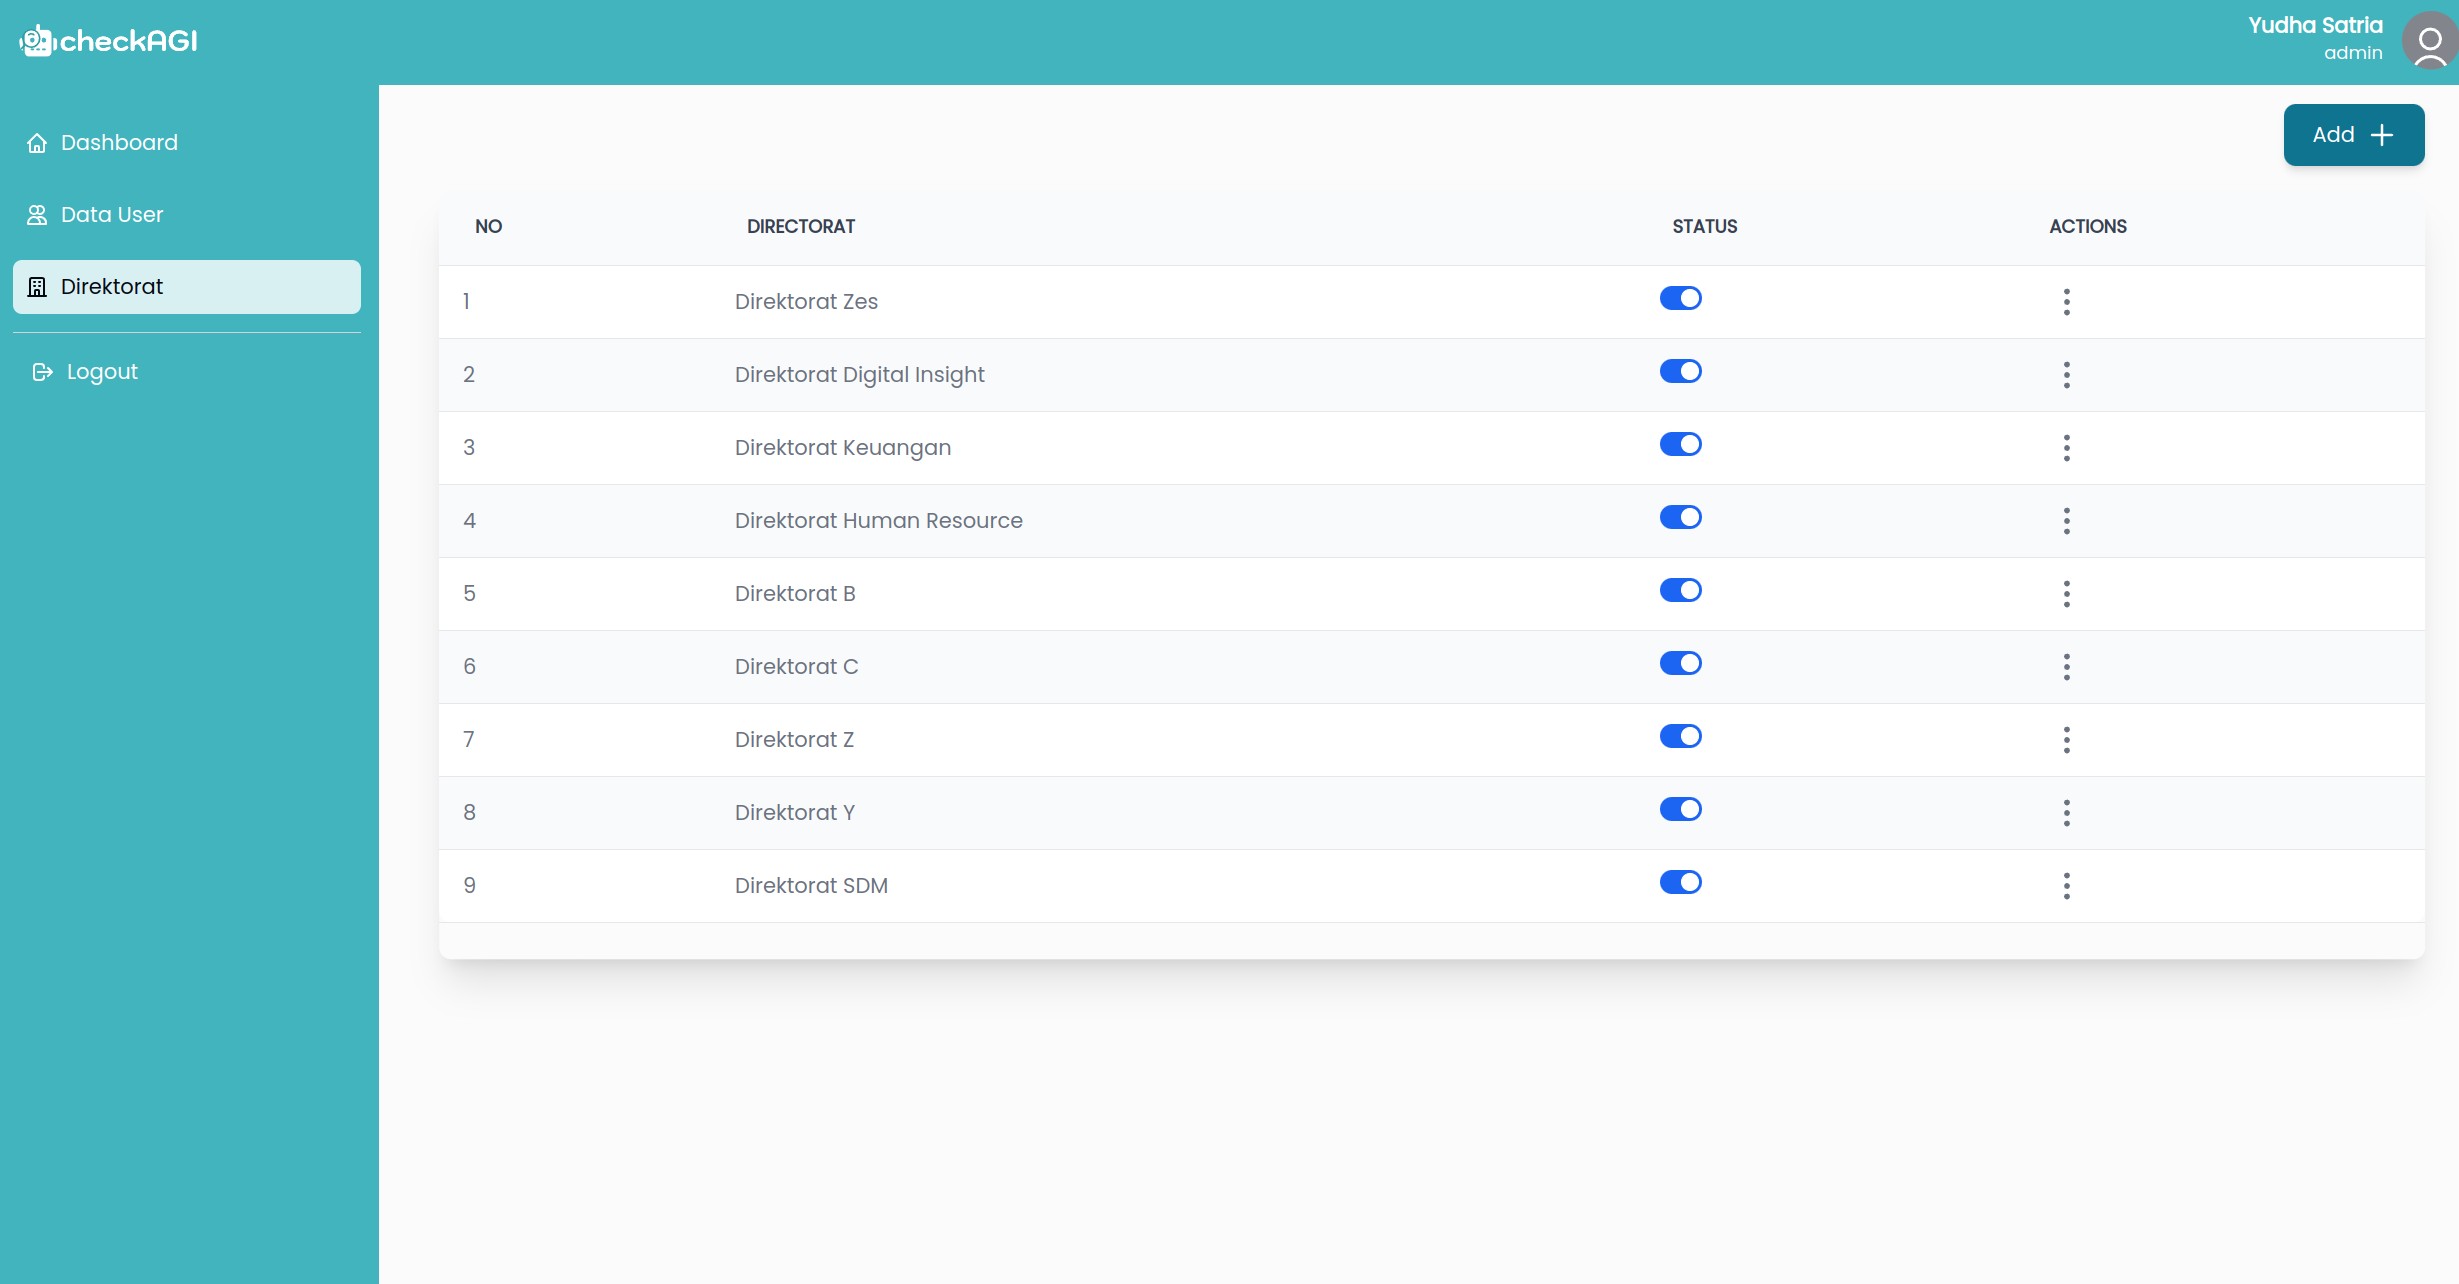 checkAGI
Yudha Satria
admin
Dashboard
Data User
Direktorat
Logout
Add
NO DIRECTORAT STATUS ACTIONS
1 Direktorat Zes
2 Direktorat Digital Insight
3 Direktorat Keuangan
4 Direktorat Human Resource
5 Direktorat B
6 Direktorat C
7 Direktorat Z
8 Direktorat Y
9 Direktorat SDM